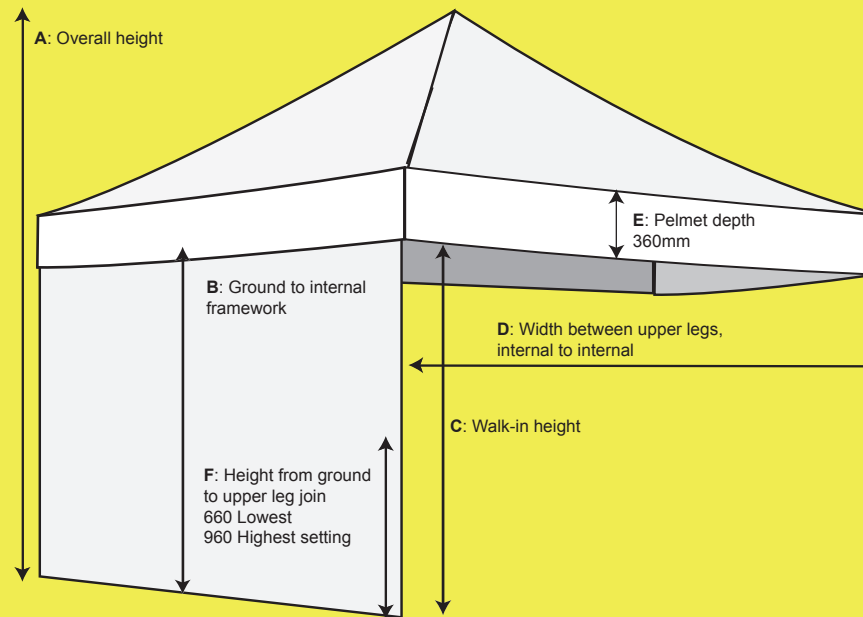 A: Overall height
E: Pelmet depth
360mm
B: Ground to internal
framework
D: Width between upper legs,
internal to internal
C: Walk-in height
F: Height from ground
to upper leg join
660 Lowest
960 Highest setting